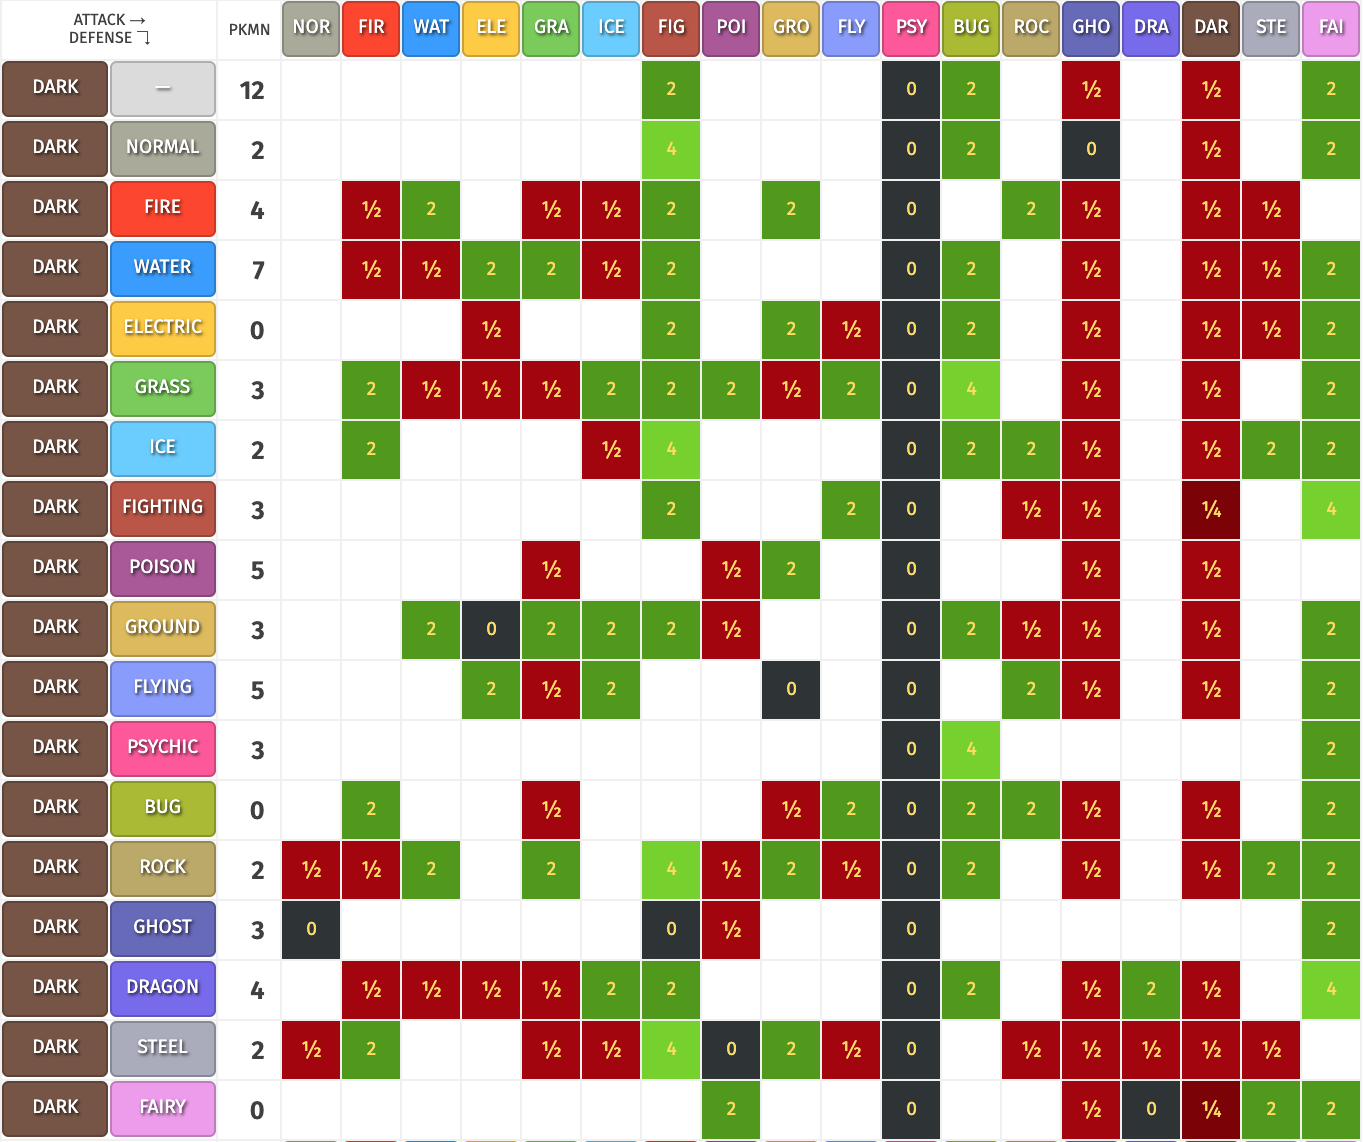 ATTACK →
DEFENSE ⤵ PKMN NOR FIR WAT ELE GRA ICE FIG POI GRO FLY PSY BUG ROC GHO DRA DAR STE FAI
DARK — 12 2 0 2 ½ ½ 2
DARK NORMAL 2 4 0 2 0 ½ 2
DARK FIRE 4 ½ 2 ½ ½ 2 2 0 2 ½ ½ ½
DARK WATER 7 ½ ½ 2 2 ½ 2 0 2 ½ ½ ½ 2
DARK ELECTRIC 0 ½ 2 2 ½ 0 2 ½ ½ ½ 2
DARK GRASS 3 2 ½ ½ ½ 2 2 2 ½ 2 0 4 ½ ½ 2
DARK ICE 2 2 ½ 4 0 2 2 ½ ½ 2 2
DARK FIGHTING 3 2 2 0 ½ ½ ¼ 4
DARK POISON 5 ½ ½ 2 0 ½ ½
DARK GROUND 3 2 0 2 2 2 ½ 0 2 ½ ½ ½ 2
DARK FLYING 5 2 ½ 2 0 0 2 ½ ½ 2
DARK PSYCHIC 3 0 4 2
DARK BUG 0 2 ½ ½ 2 0 2 2 ½ ½ 2
DARK ROCK 2 ½ ½ 2 2 4 ½ 2 ½ 0 2 ½ ½ 2 2
DARK GHOST 3 0 0 ½ 0 2
DARK DRAGON 4 ½ ½ ½ ½ 2 2 0 2 ½ 2 ½ 4
DARK STEEL 2 ½ 2 ½ ½ 4 0 2 ½ 0 ½ ½ ½ ½ ½
DARK FAIRY 0 2 0 ½ 0 ¼ 2 2